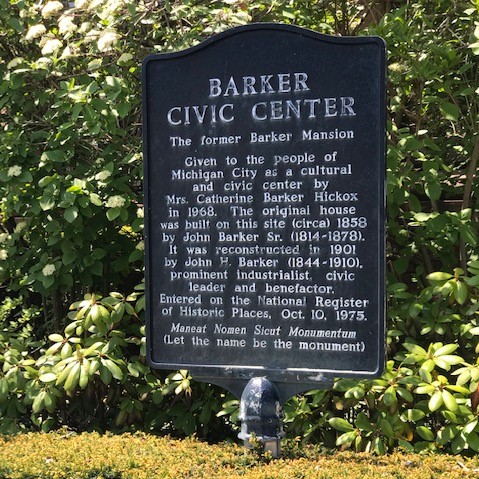 BARKER
CIVIC CENTER
The former Barker Mansion
Given to the people of
Michigan City as a cultural
and civic center by
Mrs. Catherine Barker Hickox
in 1968. The original house
was built on this site (circa) 1858
by John Barker Sr. (1814-1878).
It was reconstructed in 1901
by John H. Barker (1844-1910),
prominent industrialist, civic
leader and benefactor.
Entered on the National Register
of Historic Places, Oct. 10, 1975.
Maneat Nomen Sicut Monumentum
(Let the name be the monument)